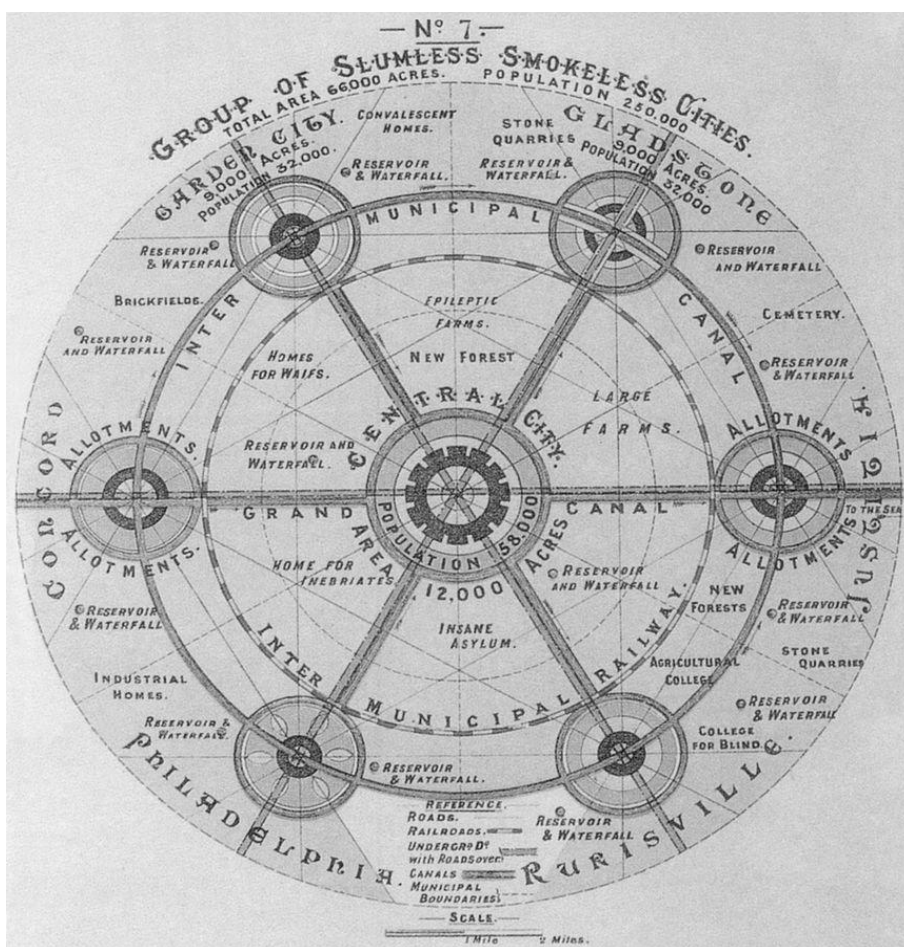 — Nº 7. —
GROUP OF SLUMLESS SMOKELESS CITIES.
TOTAL AREA 66,000 ACRES. POPULATION 250,000
GARDEN CITY.
9,000 ACRES.
POPULATION 32,000.
CONVALESCENT
HOMES.
STONE
QUARRIES
GLADSTONE
9,000 ACRES.
POPULATION
32,000
RESERVOIR
& WATERFALL.
RESERVOIR &
WATERFALL.
INTER MUNICIPAL CANAL
RESERVOIR
& WATERFALL
RESERVOIR
AND WATERFALL
BRICKFIELDS.
EPILEPTIC
FARMS.
CEMETERY.
RESERVOIR
AND WATERFALL
HOMES
FOR WAIFS.
NEW FOREST
RESERVOIR
& WATERFALL
LARGE
FARMS.
CENTRAL CITY.
CONCORD
ALLOTMENTS.
ALLOTMENTS
JUSTITIA
RESERVOIR AND
WATERFALL.
GRAND CANAL
TO THE SEA
AREA 12,000 ACRES
POPULATION 58,000
ALLOTMENTS.
ALLOTMENTS
HOME FOR
INEBRIATES.
RESERVOIR
AND WATERFALL
NEW
FORESTS
RESERVOIR
& WATERFALL
RESERVOIR
& WATERFALL
INSANE
ASYLUM.
STONE
QUARRIES
INTER MUNICIPAL RAILWAY.
AGRICULTURAL
COLLEGE
INDUSTRIAL
HOMES.
RESERVOIR
& WATERFALL
RESERVOIR &
WATERFALL.
COLLEGE
FOR BLIND.
RESERVOIR
& WATERFALL.
PHILADELPHIA.
RURISVILLE.
RESERVOIR
& WATERFALL
REFERENCE.
ROADS.
RAILROADS.
UNDERGRD Dº
with ROADS over
CANALS
MUNICIPAL
BOUNDARIES
SCALE.
1 Mile 2 Miles.